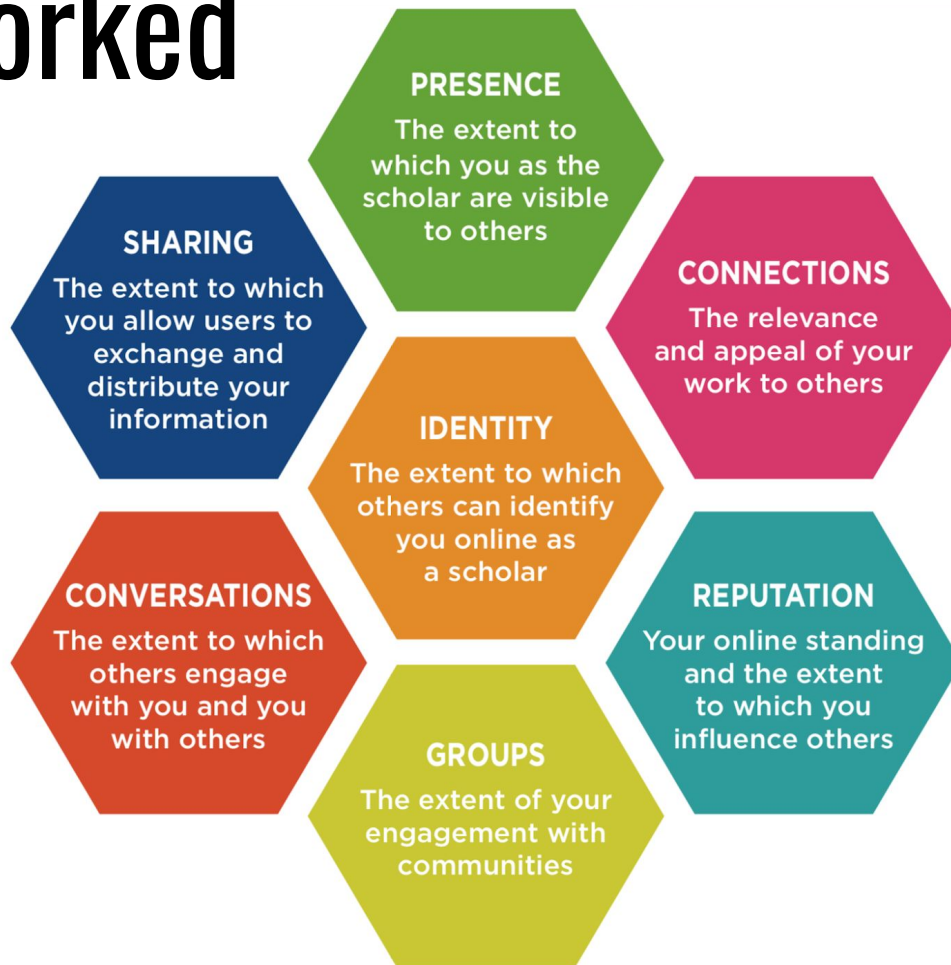 orked
PRESENCE
The extent to
which you as the
scholar are visible
to others
SHARING
The extent to which
you allow users to
exchange and
distribute your
information
CONNECTIONS
The relevance
and appeal of your
work to others
IDENTITY
The extent to which
others can identify
you online as
a scholar
CONVERSATIONS
The extent to which
others engage
with you and you
with others
REPUTATION
Your online standing
and the extent
to which you
influence others
GROUPS
The extent of your
engagement with
communities